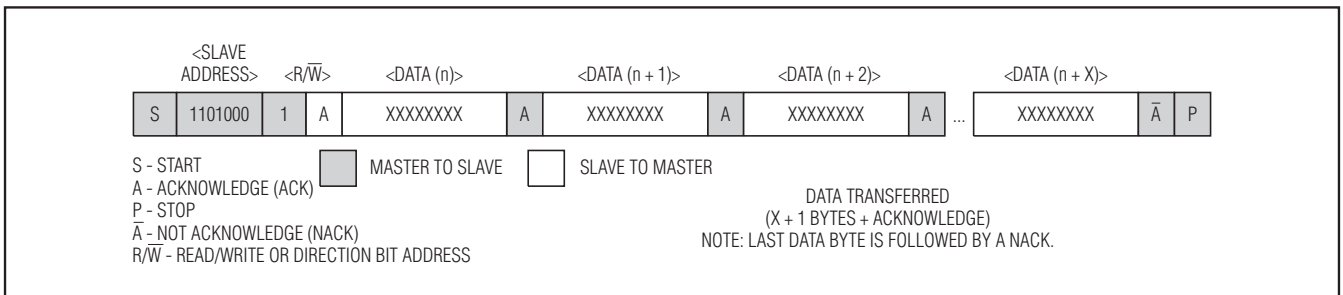 <SLAVE
ADDRESS> <R/W̅> <DATA (n)> <DATA (n + 1)> <DATA (n + 2)> <DATA (n + X)>
S 1101000 1 A XXXXXXXX A XXXXXXXX A XXXXXXXX A ... XXXXXXXX A̅ P
S - START
A - ACKNOWLEDGE (ACK)
P - STOP
A̅ - NOT ACKNOWLEDGE (NACK)
R/W̅ - READ/WRITE OR DIRECTION BIT ADDRESS
MASTER TO SLAVE SLAVE TO MASTER
DATA TRANSFERRED
(X + 1 BYTES + ACKNOWLEDGE)
NOTE: LAST DATA BYTE IS FOLLOWED BY A NACK.